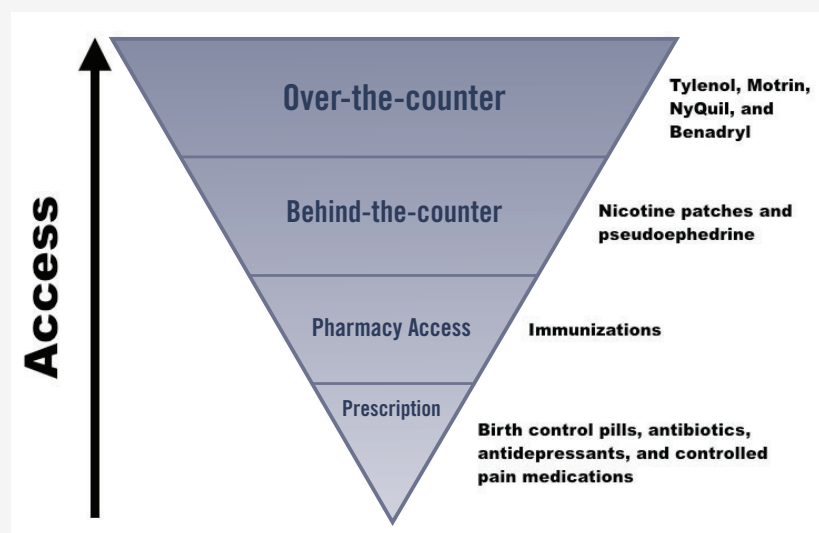 Access
Over-the-counter
Tylenol, Motrin,
NyQuil, and
Benadryl
Behind-the-counter
Nicotine patches and
pseudoephedrine
Pharmacy Access
Immunizations
Prescription
Birth control pills, antibiotics,
antidepressants, and controlled
pain medications